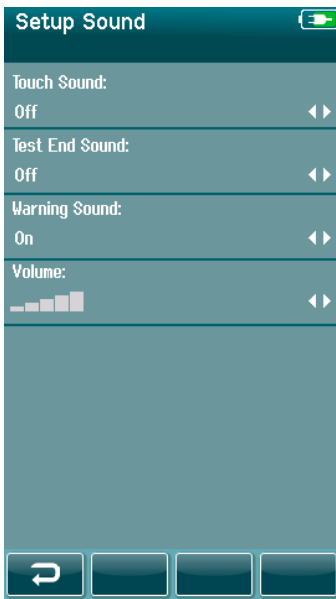 Setup Sound
Touch Sound:
Off
Test End Sound:
Off
Warning Sound:
On
Volume: